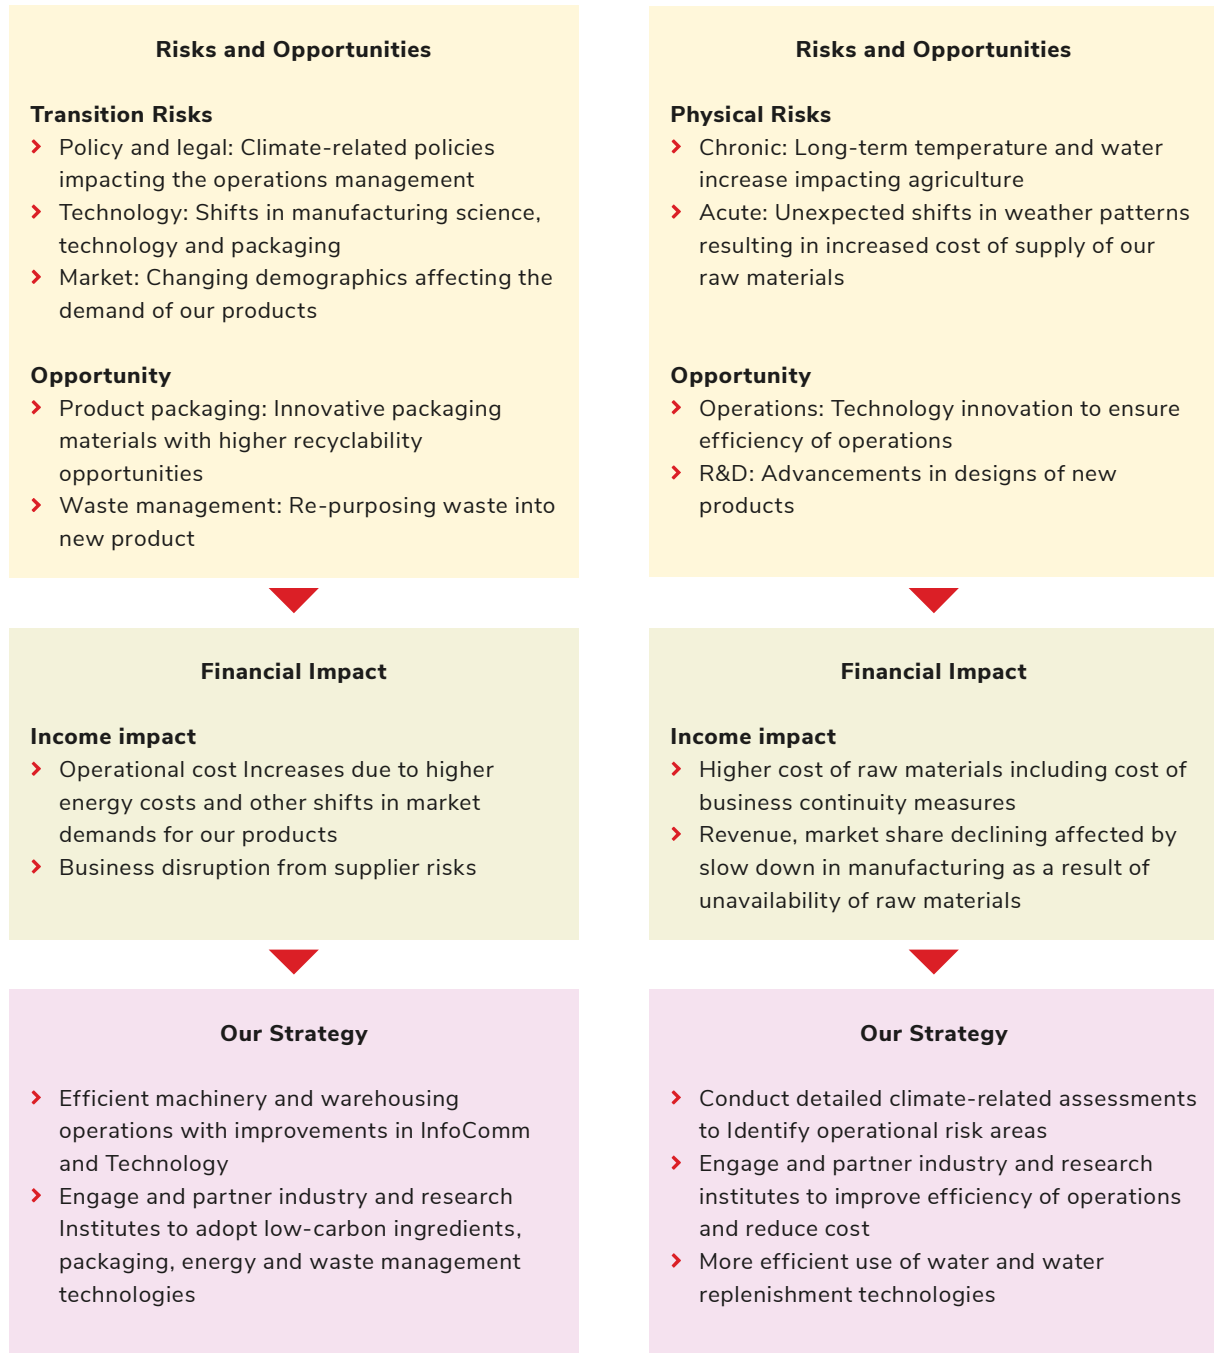 Risks and Opportunities
Transition Risks
Policy and legal: Climate-related policies
impacting the operations management
Technology: Shifts in manufacturing science,
technology and packaging
Market: Changing demographics affecting the
demand of our products
Opportunity
Product packaging: Innovative packaging
materials with higher recyclability
opportunities
Waste management: Re-purposing waste into
new product
Financial Impact
Income impact
Operational cost Increases due to higher
energy costs and other shifts in market
demands for our products
Business disruption from supplier risks
Our Strategy
Efficient machinery and warehousing
operations with improvements in InfoComm
and Technology
Engage and partner industry and research
Institutes to adopt low-carbon ingredients,
packaging, energy and waste management
technologies
Risks and Opportunities
Physical Risks
Chronic: Long-term temperature and water
increase impacting agriculture
Acute: Unexpected shifts in weather patterns
resulting in increased cost of supply of our
raw materials
Opportunity
Operations: Technology innovation to ensure
efficiency of operations
R&D: Advancements in designs of new
products
Financial Impact
Income impact
Higher cost of raw materials including cost of
business continuity measures
Revenue, market share declining affected by
slow down in manufacturing as a result of
unavailability of raw materials
Our Strategy
Conduct detailed climate-related assessments
to Identify operational risk areas
Engage and partner industry and research
institutes to improve efficiency of operations
and reduce cost
More efficient use of water and water
replenishment technologies